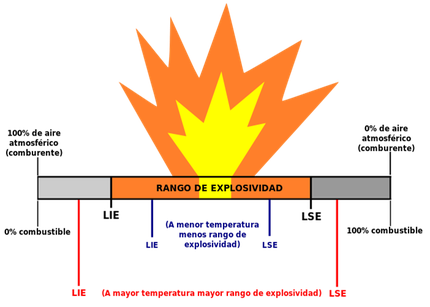 100% de aire
atmosférico
(comburente)
0% de aire
atmosférico
(comburente)
RANGO DE EXPLOSIVIDAD
LIE
LSE
0% combustible
100% combustible
(A menor temperatura
menos rango de
explosividad)
LIE
LSE
LIE
(A mayor temperatura mayor rango de explosividad)
LSE